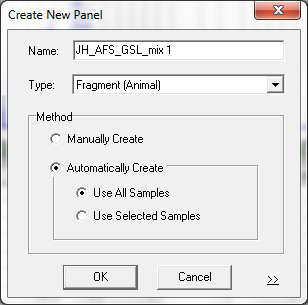 Create New Panel
Name: JH_AFS_GSL_mix 1
Type: Fragment (Animal)
Method
Manually Create
Automatically Create
Use All Samples
Use Selected Samples
OK Cancel >>